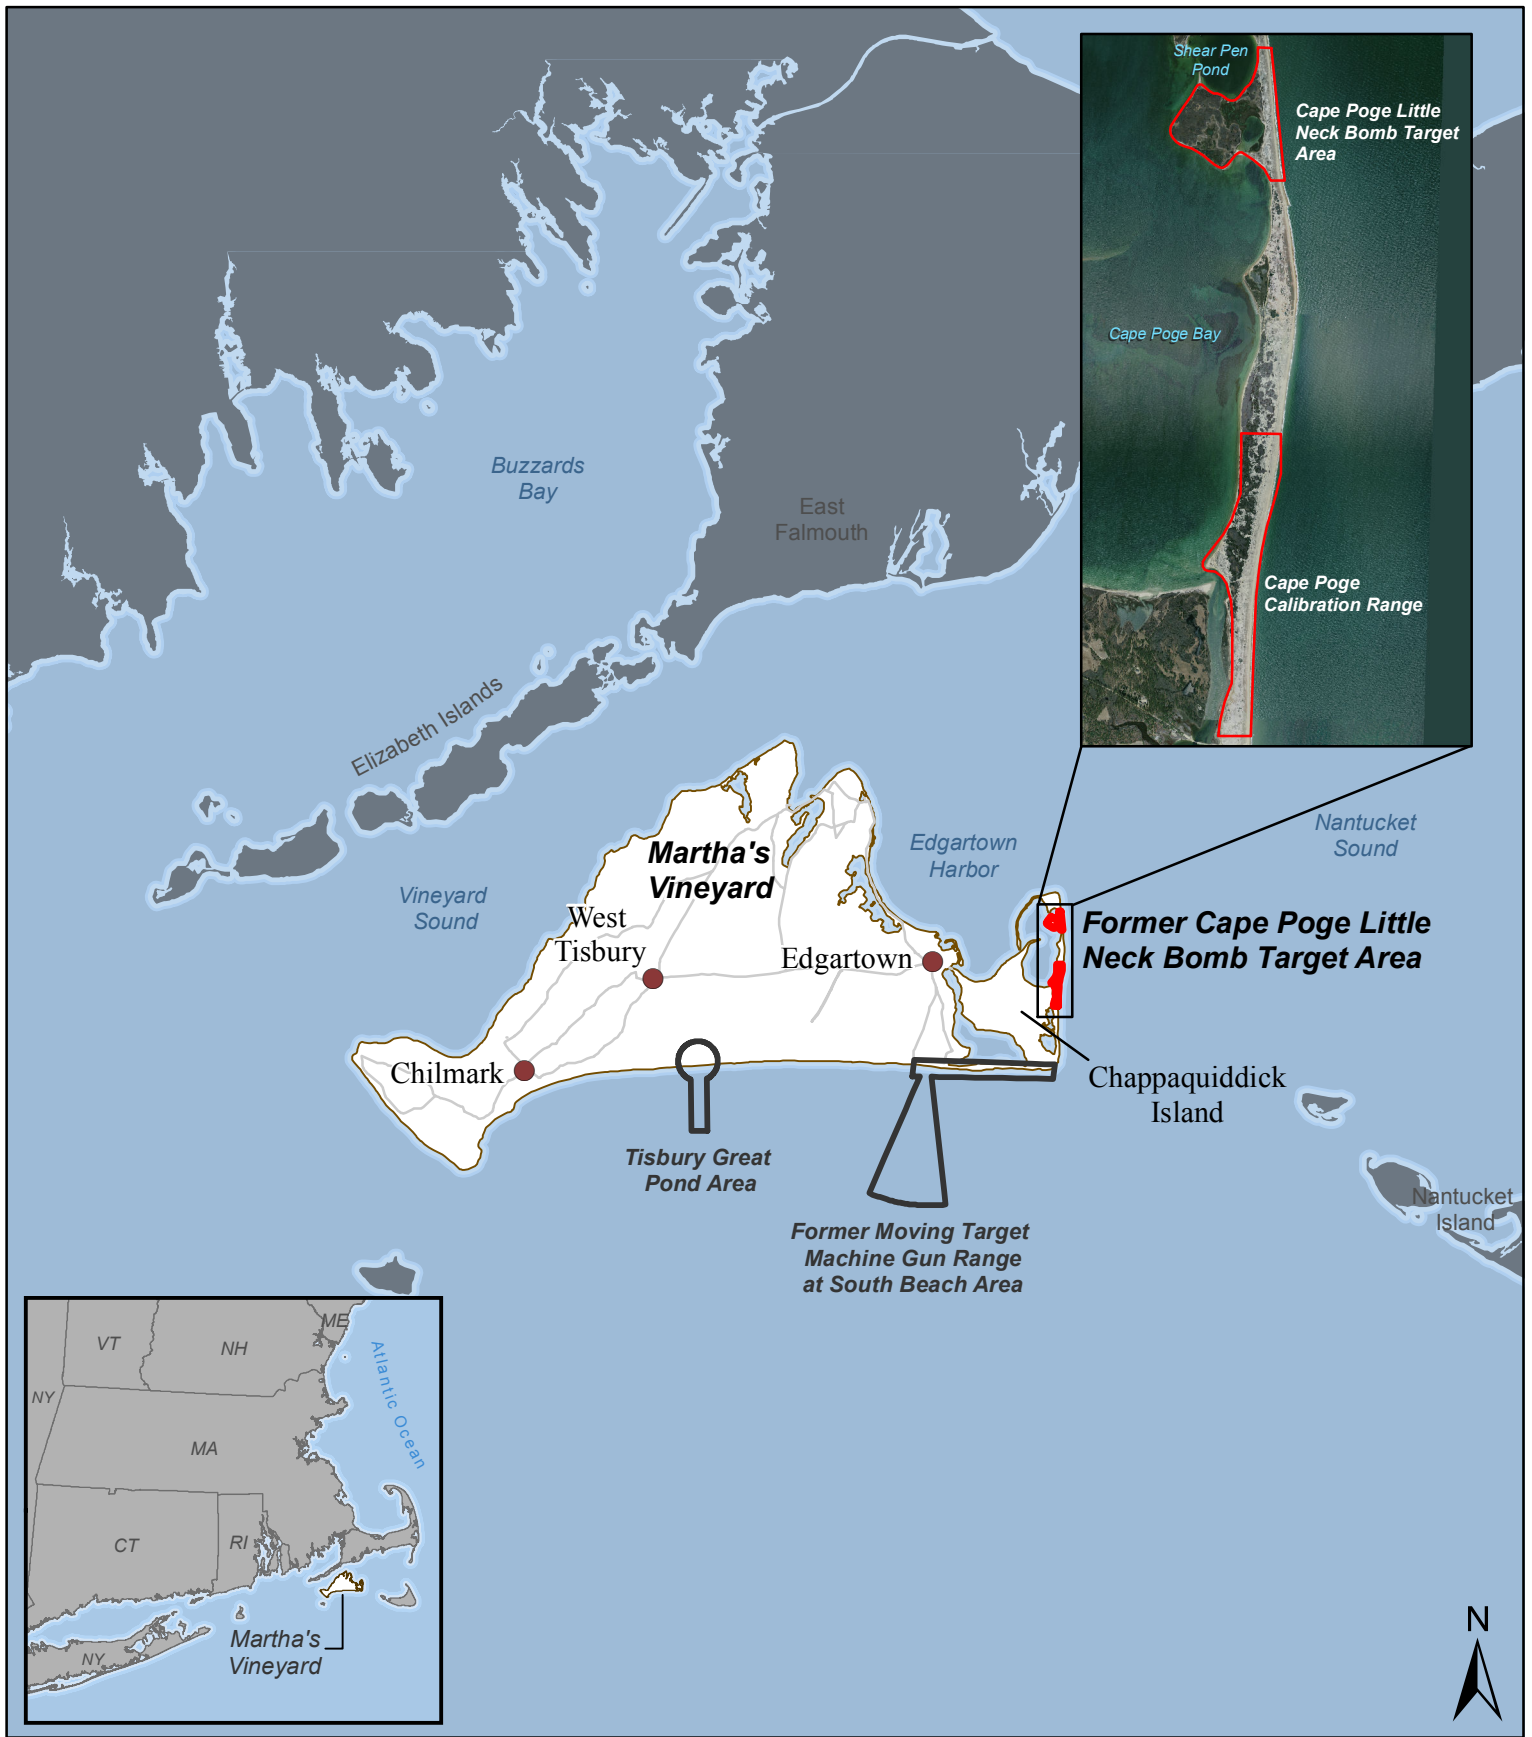 Shear Pen
Pond
Cape Poge Little
Neck Bomb Target
Area
Cape Poge Bay
Cape Poge
Calibration Range
Buzzards
Bay
East
Falmouth
Elizabeth Islands
Nantucket
Sound
Edgartown
Harbor
Martha's
Vineyard
Vineyard
Sound
West
Tisbury
Edgartown
Former Cape Poge Little
Neck Bomb Target Area
Chilmark
Chappaquiddick
Island
Tisbury Great
Pond Area
Nantucket
Island
Former Moving Target
Machine Gun Range
at South Beach Area
ME
VT
NH
NY
Atlantic Ocean
MA
CT
RI
NY
Martha's
Vineyard
N